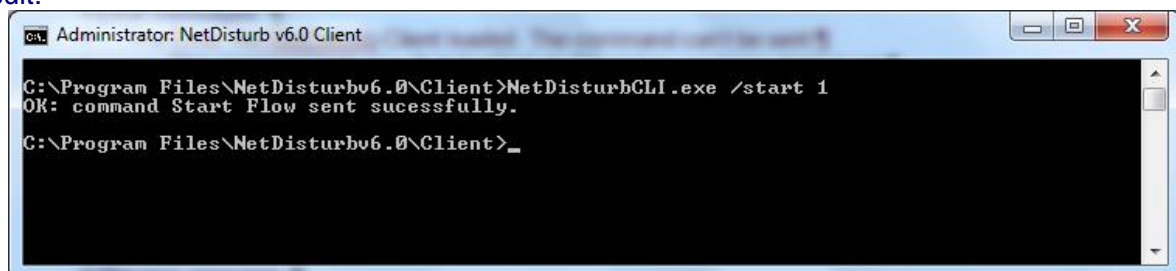 Administrator: NetDisturb v6.0 Client
C:\Program Files\NetDisturbv6.0\Client>NetDisturbCLI.exe /start 1
OK: command Start Flow sent sucessfully.
C:\Program Files\NetDisturbv6.0\Client>_